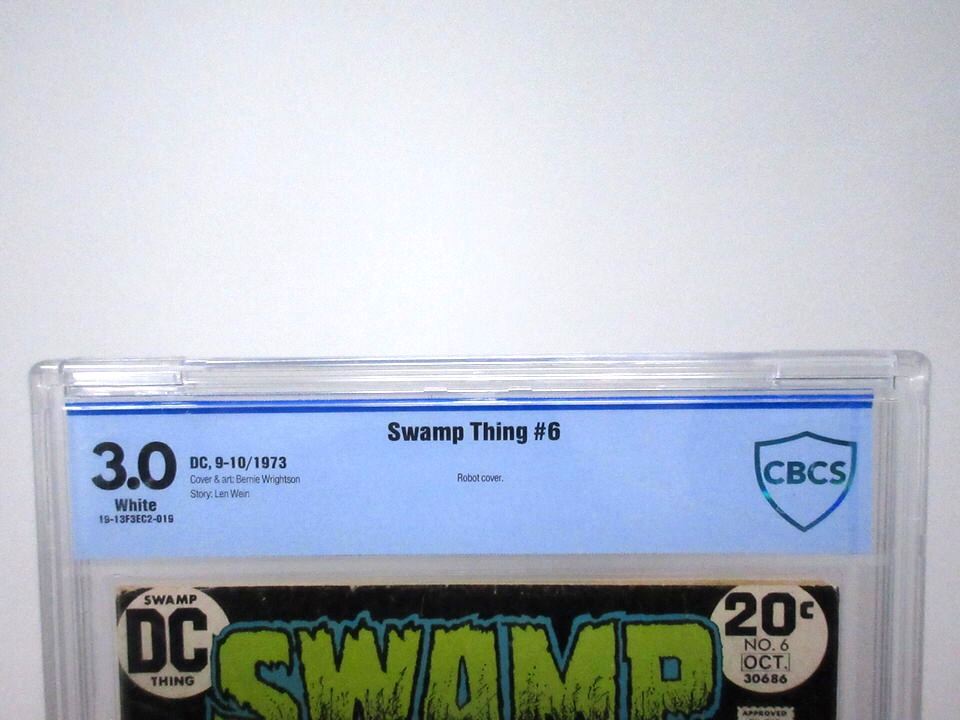 Swamp Thing #6
3.0
White
19-13F3EC2-019
DC, 9-10/1973
Cover & art: Bernie Wrightson
Story: Len Wein
Robot cover.
CBCS
SWAMP
DC
THING
SWAMP
20c
NO. 6
OCT.
30686
APPROVED